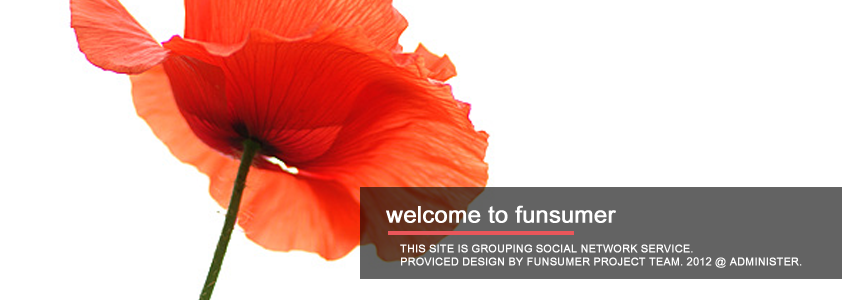 welcome to funsumer
THIS SITE IS GROUPING SOCIAL NETWORK SERVICE.
PROVICED DESIGN BY FUNSUMER PROJECT TEAM. 2012 @ ADMINISTER.